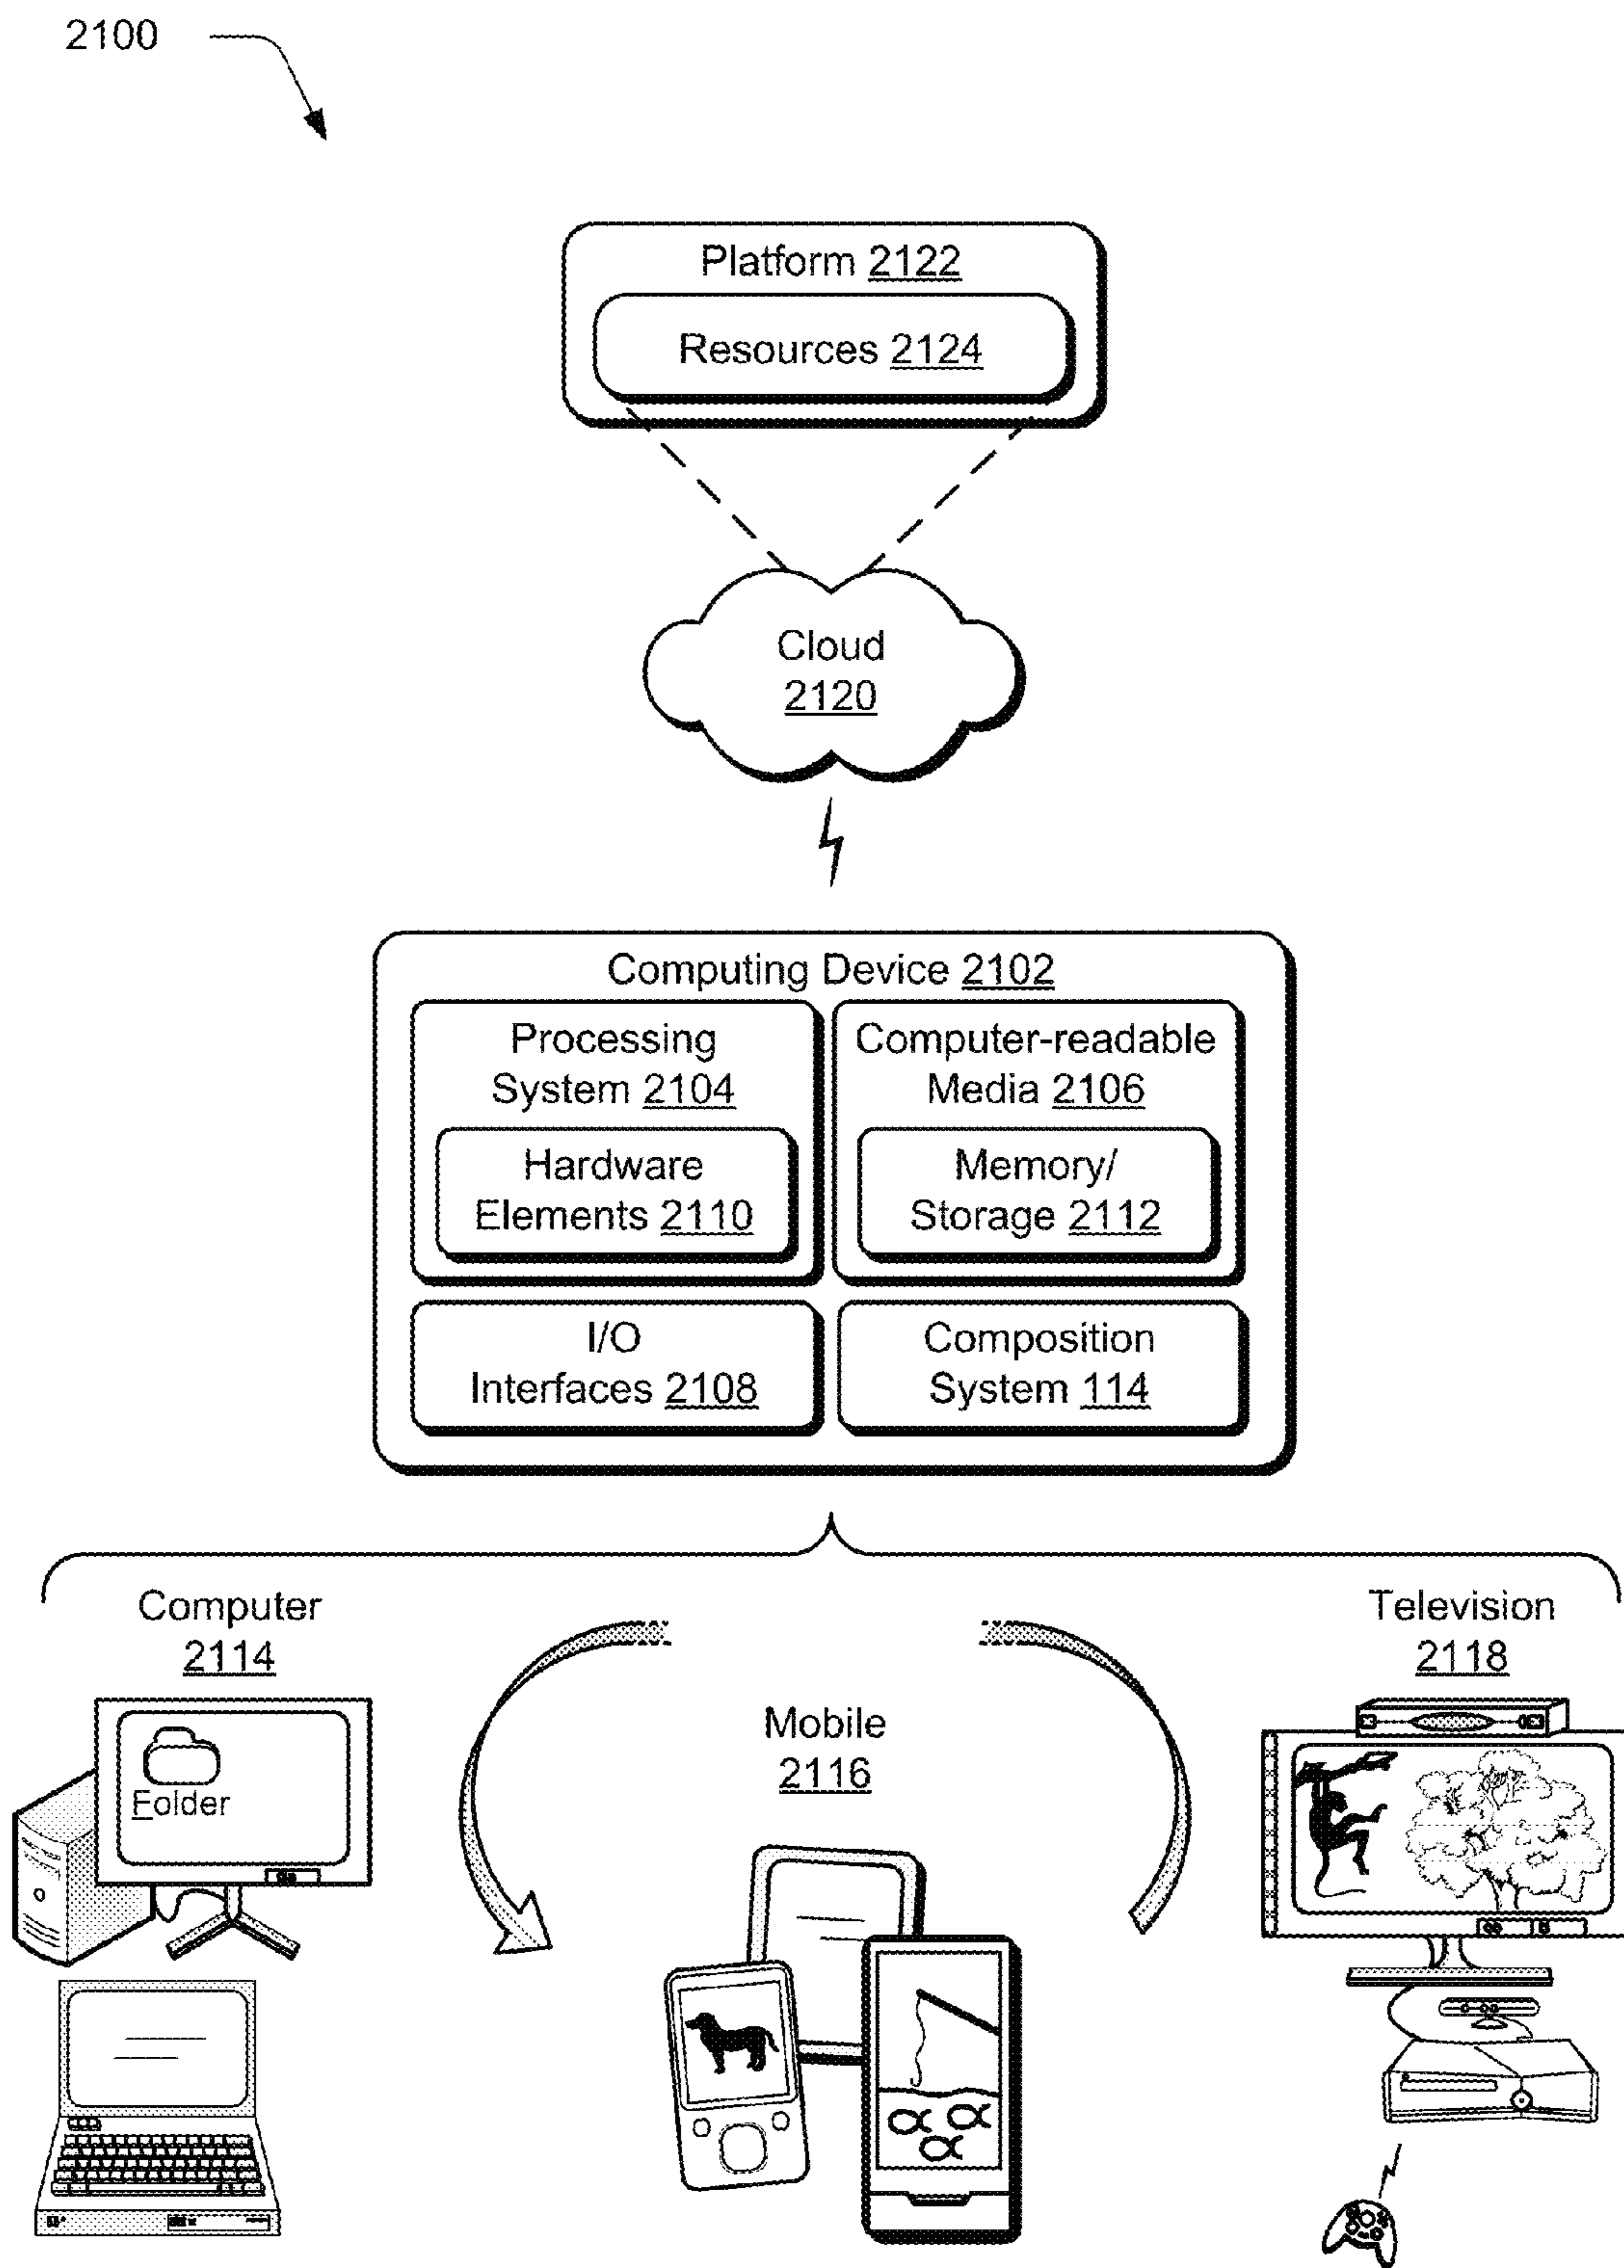 2100
Platform 2122
Resources 2124
Cloud
2120
Computing Device 2102
Processing
System 2104
Hardware
Elements 2110
Computer-readable
Media 2106
Memory/
Storage 2112
I/O
Interfaces 2108
Composition
System 114
Computer
2114
Folder
Mobile
2116
Television
2118